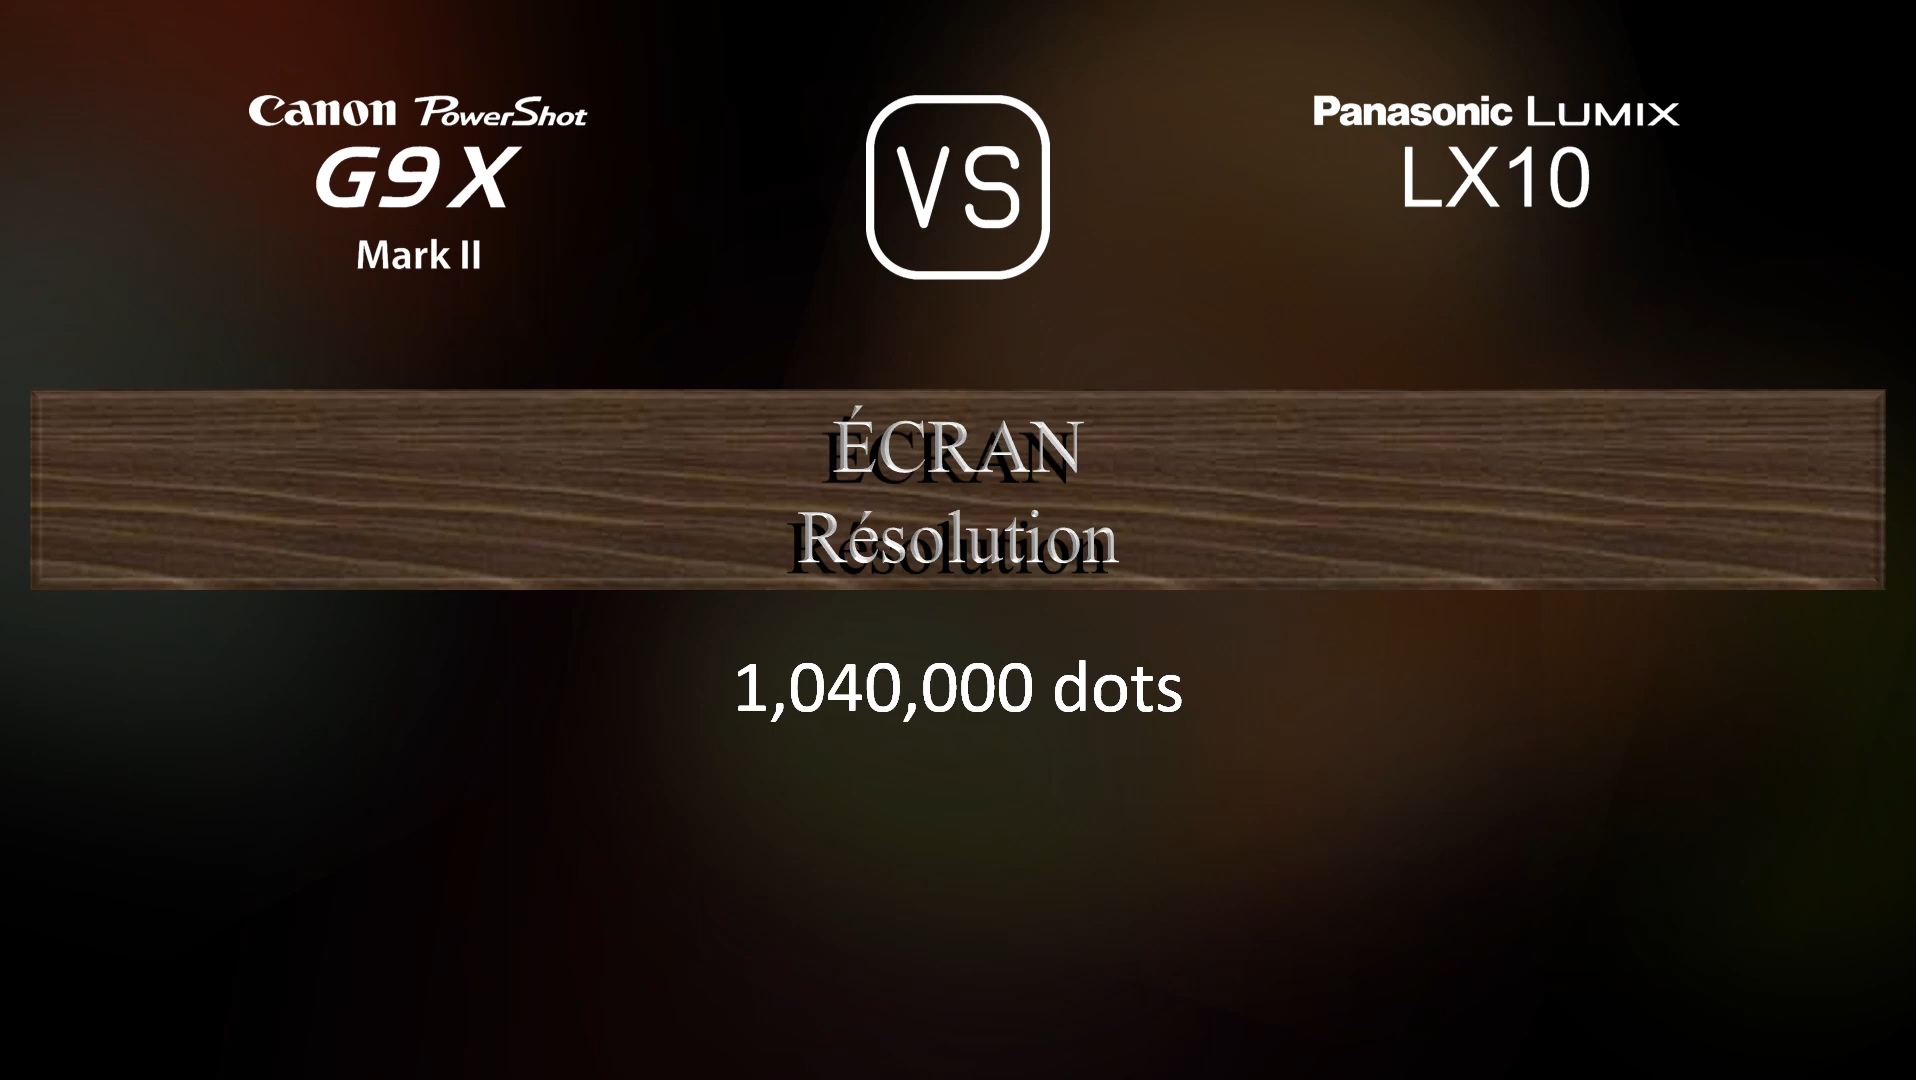 Canon PowerShot
G9 X
Mark II
VS
Panasonic LUMIX
LX10
ÉCRAN
Résolution
1,040,000 dots